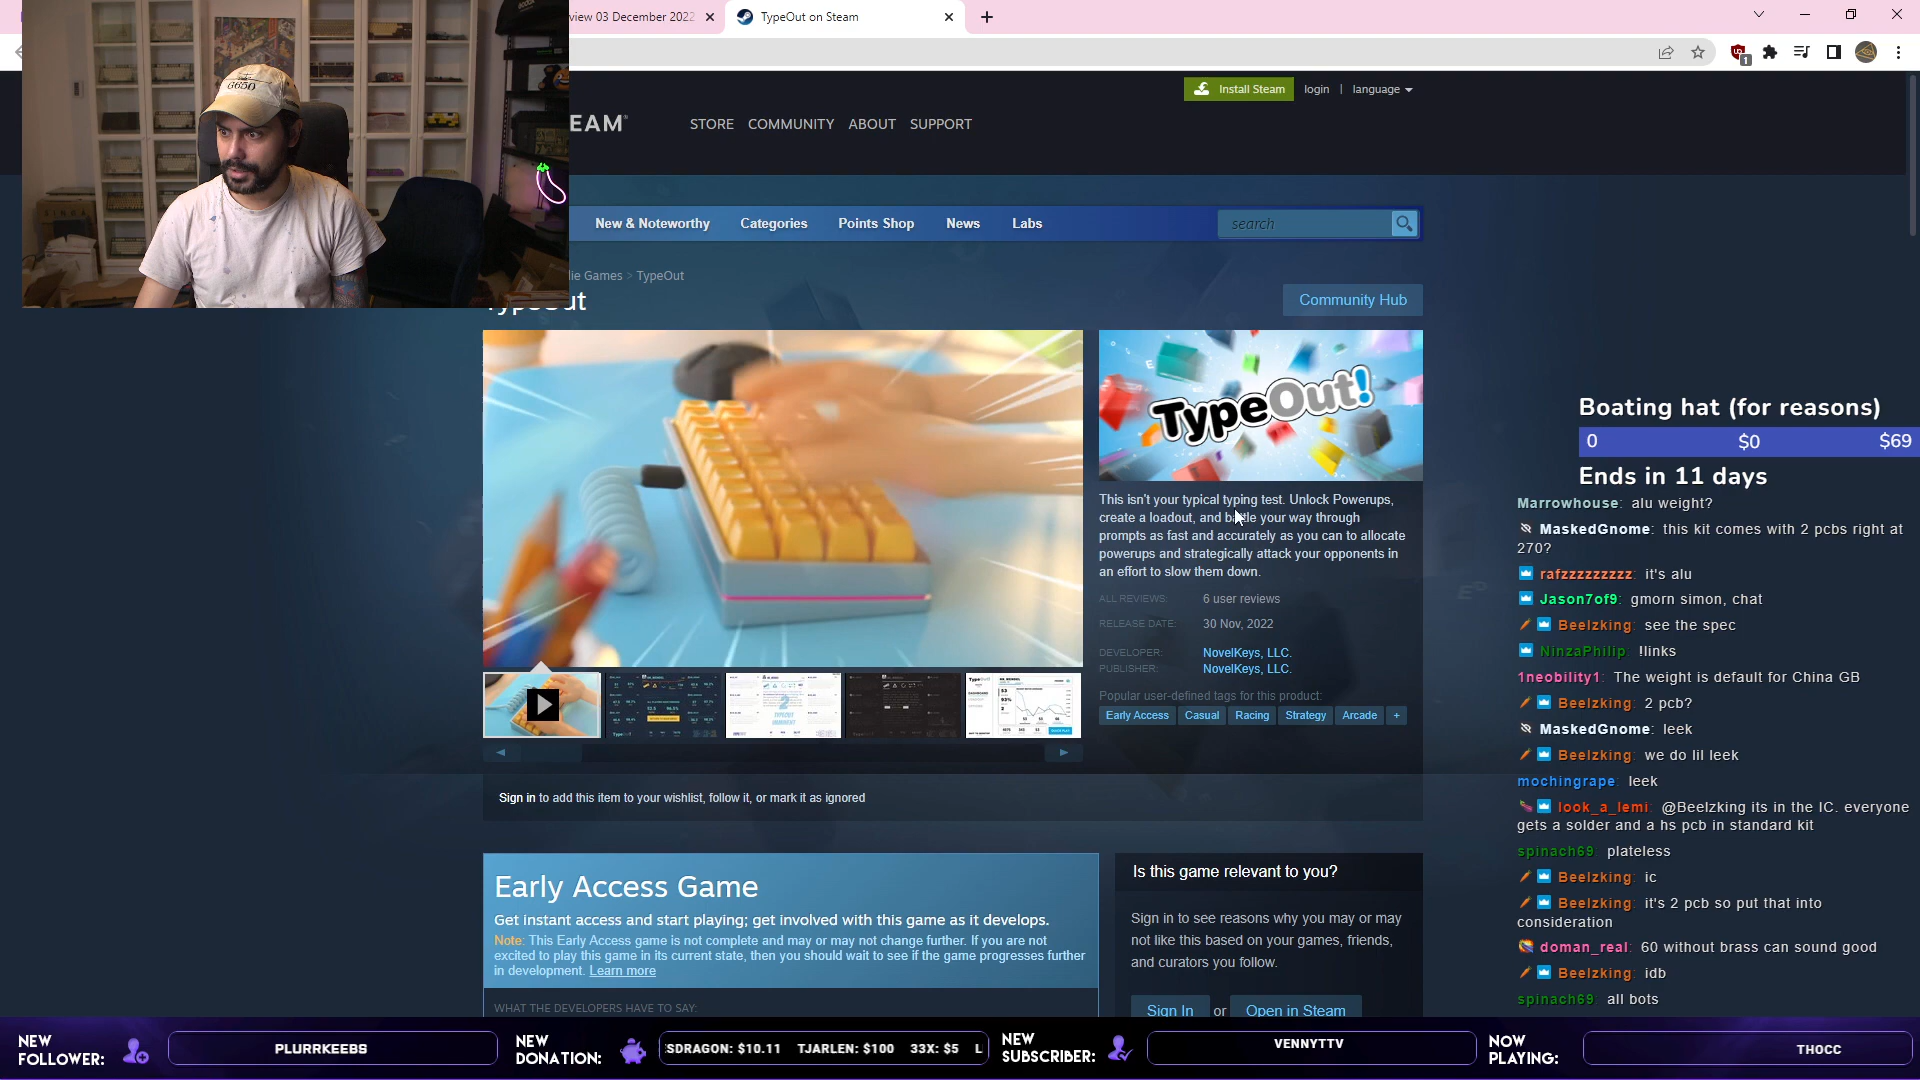 view 03 December 2022
TypeOut on Steam
1
G650
Install Steam
login | language
EAM
STORE COMMUNITY ABOUT SUPPORT
New & Noteworthy Categories Points Shop News Labs
search
ie Games > TypeOut
TypeOut
Community Hub
TypeOut!
This isn't your typical typing test. Unlock Powerups,
create a loadout, and battle your way through
prompts as fast and accurately as you can to allocate
powerups and strategically attack your opponents in
an effort to slow them down.
ALL REVIEWS: 6 user reviews
RELEASE DATE: 30 Nov, 2022
DEVELOPER: NovelKeys, LLC.
PUBLISHER: NovelKeys, LLC.
Popular user-defined tags for this product:
Early Access Casual Racing Strategy Arcade +
Sign in to add this item to your wishlist, follow it, or mark it as ignored
Early Access Game
Get instant access and start playing; get involved with this game as it develops.
Note: This Early Access game is not complete and may or may not change further. If you are not
excited to play this game in its current state, then you should wait to see if the game progresses further
in development. Learn more
WHAT THE DEVELOPERS HAVE TO SAY:
Is this game relevant to you?
Sign in to see reasons why you may or may
not like this based on your games, friends,
and curators you follow.
Sign In or Open in Steam
Boating hat (for reasons)
0 $0 $69
Ends in 11 days
Marrowhouse: alu weight?
MaskedGnome: this kit comes with 2 pcbs right at
270?
rafzzzzzzzzz: it's alu
Jason7of9: gmorn simon, chat
Beelzking: see the spec
NinzaPhilip: !links
1neobility1: The weight is default for China GB
Beelzking: 2 pcb?
MaskedGnome: leek
Beelzking: we do lil leek
mochingrape: leek
look_a_lemi: @Beelzking its in the IC. everyone
gets a solder and a hs pcb in standard kit
spinach69: plateless
Beelzking: ic
Beelzking: it's 2 pcb so put that into
consideration
doman_real: 60 without brass can sound good
Beelzking: idb
spinach69: all bots
NEW
FOLLOWER:
PLURRKEEBS
NEW
DONATION:
SDRAGON: $10.11 TJARLEN: $100 33X: $5 L
NEW
SUBSCRIBER:
VENNYTTV
NOW
PLAYING:
THOCC